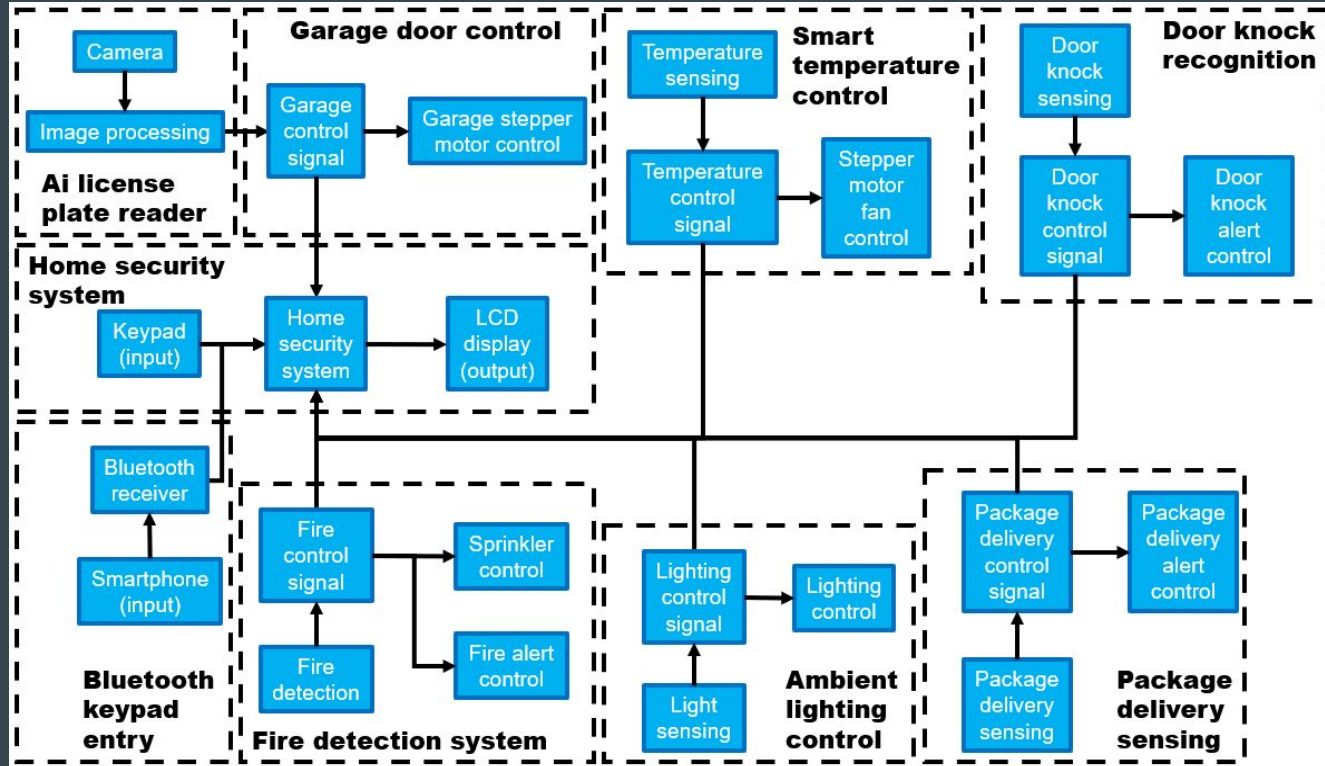 Camera
Image processing
Ai license
plate reader
Garage door control
Garage
control
signal
Garage stepper
motor control
Smart
temperature
control
Temperature
sensing
Temperature
control
signal
Stepper
motor
fan
control
Door knock
recognition
Door
knock
sensing
Door
knock
control
signal
Door
knock
alert
control
Home security
system
Keypad
(input)
Home
security
system
LCD
display
(output)
Bluetooth
receiver
Smartphone
(input)
Bluetooth
keypad
entry
Fire
control
signal
Sprinkler
control
Fire
detection
Fire alert
control
Fire detection system
Lighting
control
signal
Lighting
control
Light
sensing
Ambient
lighting
control
Package
delivery
control
signal
Package
delivery
alert
control
Package
delivery
sensing
Package
delivery
sensing